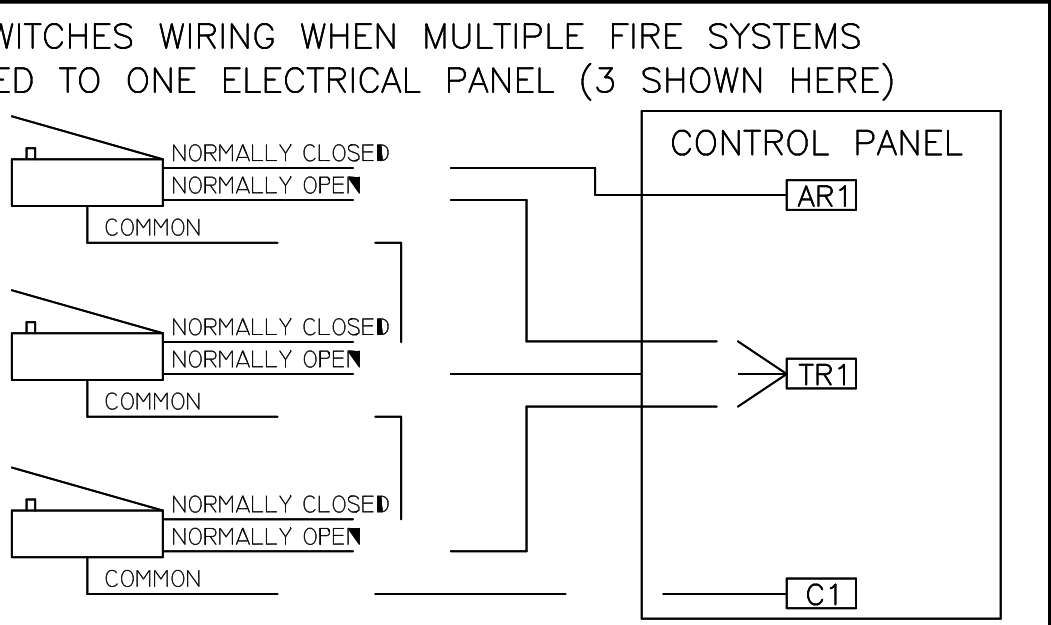 WITCHES WIRING WHEN MULTIPLE FIRE SYSTEMS
ED TO ONE ELECTRICAL PANEL (3 SHOWN HERE)
CONTROL PANEL
NORMALLY CLOSED
NORMALLY OPEN
COMMON
AR1
NORMALLY CLOSED
NORMALLY OPEN
COMMON
TR1
NORMALLY CLOSED
NORMALLY OPEN
COMMON
C1